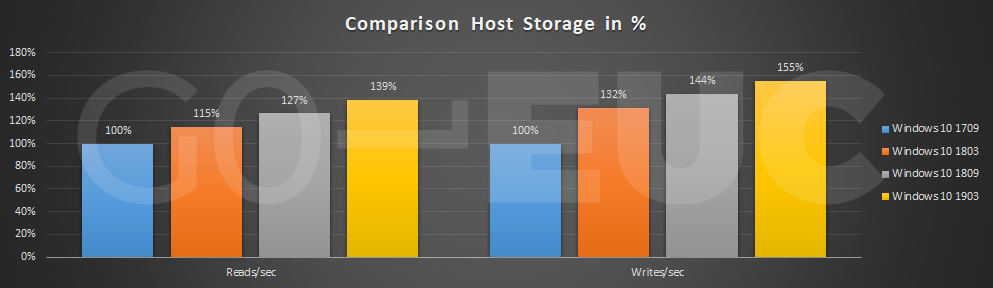 Comparison Host Storage in %
180%
160%
140%
120%
100%
80%
60%
40%
20%
0%
100%
115%
127%
139%
100%
132%
144%
155%
Reads/sec
Writes/sec
Windows 10 1709
Windows 10 1803
Windows 10 1809
Windows 10 1903
GO-EUC